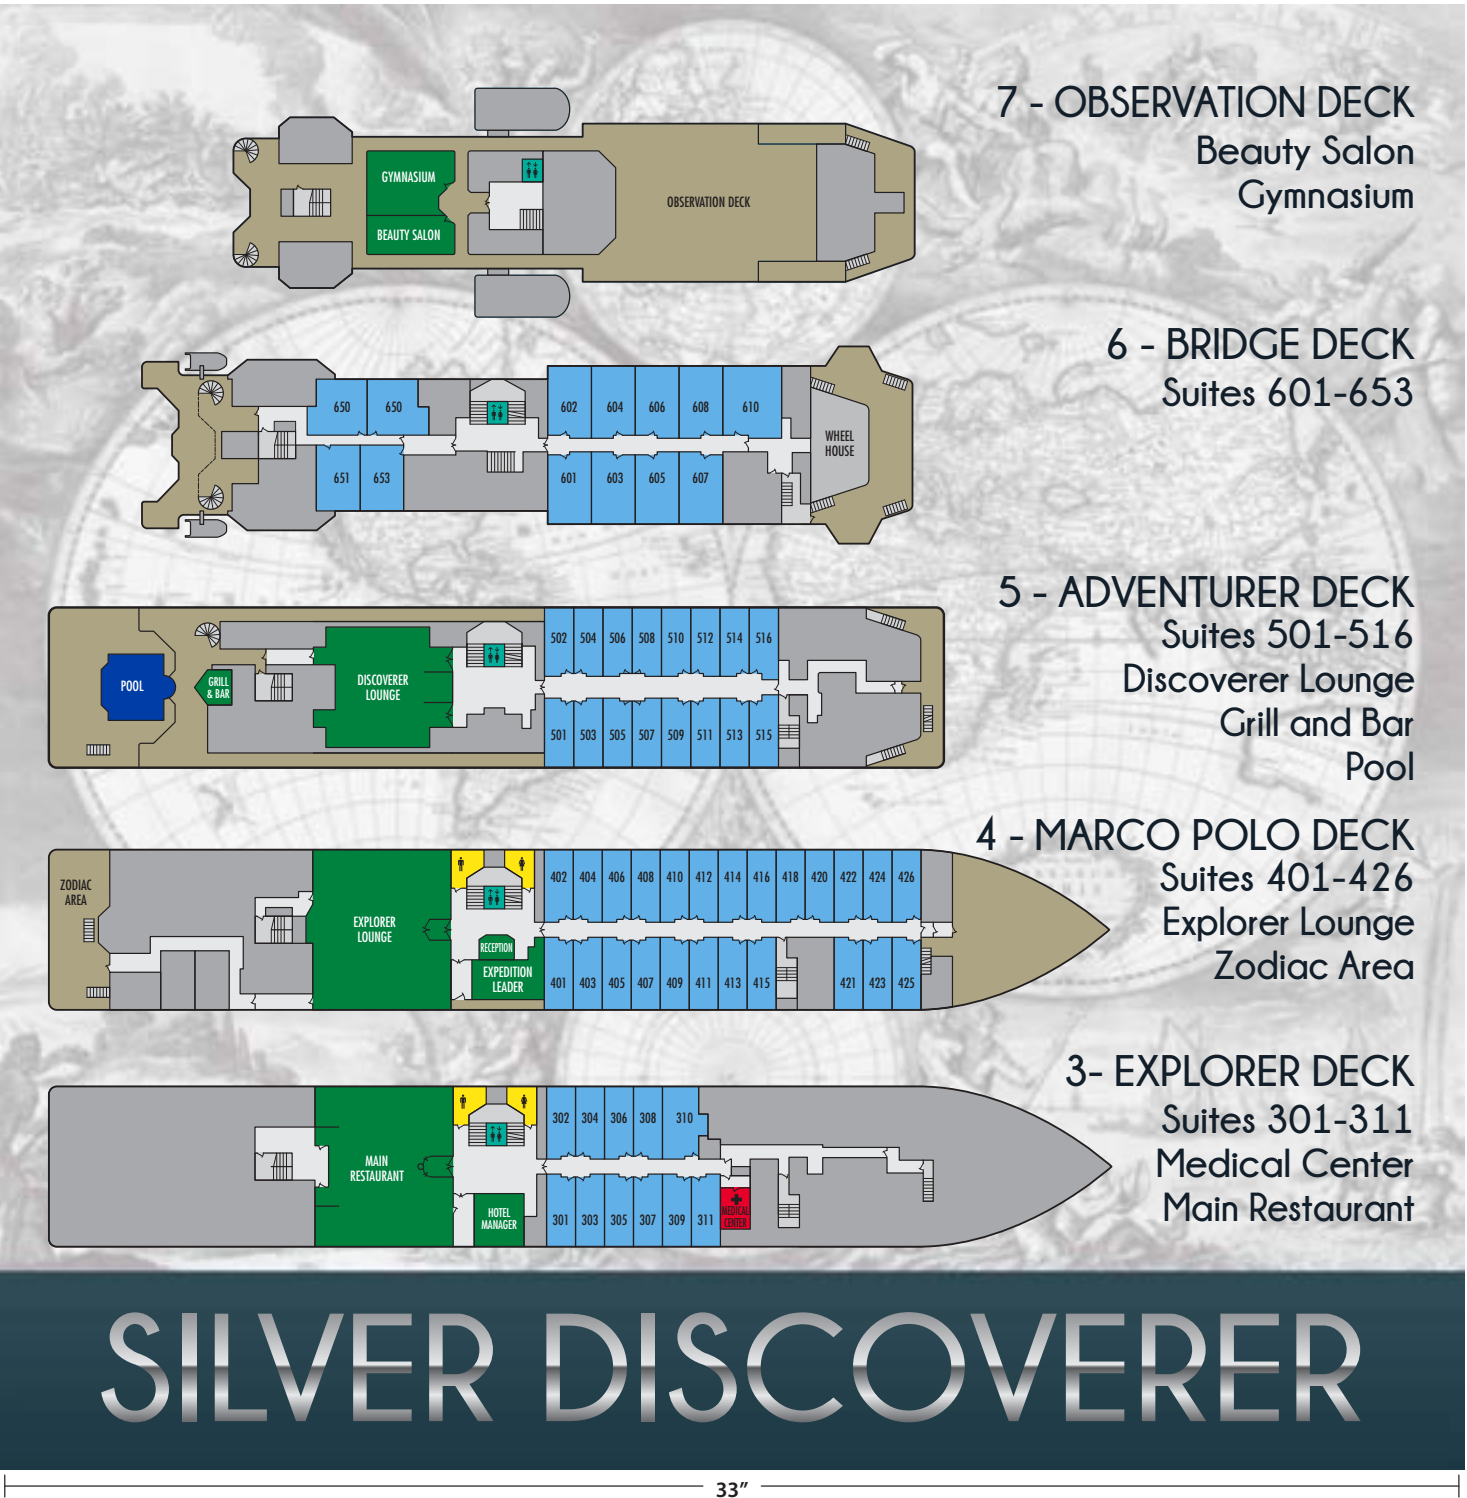 7 - OBSERVATION DECK
Beauty Salon
Gymnasium
GYMNASIUM
BEAUTY SALON
OBSERVATION DECK
6 - BRIDGE DECK
Suites 601-653
650 650 602 604 606 608 610
WHEEL
HOUSE
651 653 601 603 605 607
5 - ADVENTURER DECK
Suites 501-516
Discoverer Lounge
Grill and Bar
Pool
502 504 506 508 510 512 514 516
POOL
GRILL
& BAR
DISCOVERER
LOUNGE
501 503 505 507 509 511 513 515
4 - MARCO POLO DECK
Suites 401-426
Explorer Lounge
Zodiac Area
ZODIAC
AREA
402 404 406 408 410 412 414 416 418 420 422 424 426
EXPLORER
LOUNGE
RECEPTION
EXPEDITION
LEADER
401 403 405 407 409 411 413 415 421 423 425
3- EXPLORER DECK
Suites 301-311
Medical Center
Main Restaurant
302 304 306 308 310
MAIN
RESTAURANT
HOTEL
MANAGER
301 303 305 307 309 311
MEDICAL
CENTER
SILVER DISCOVERER
33"